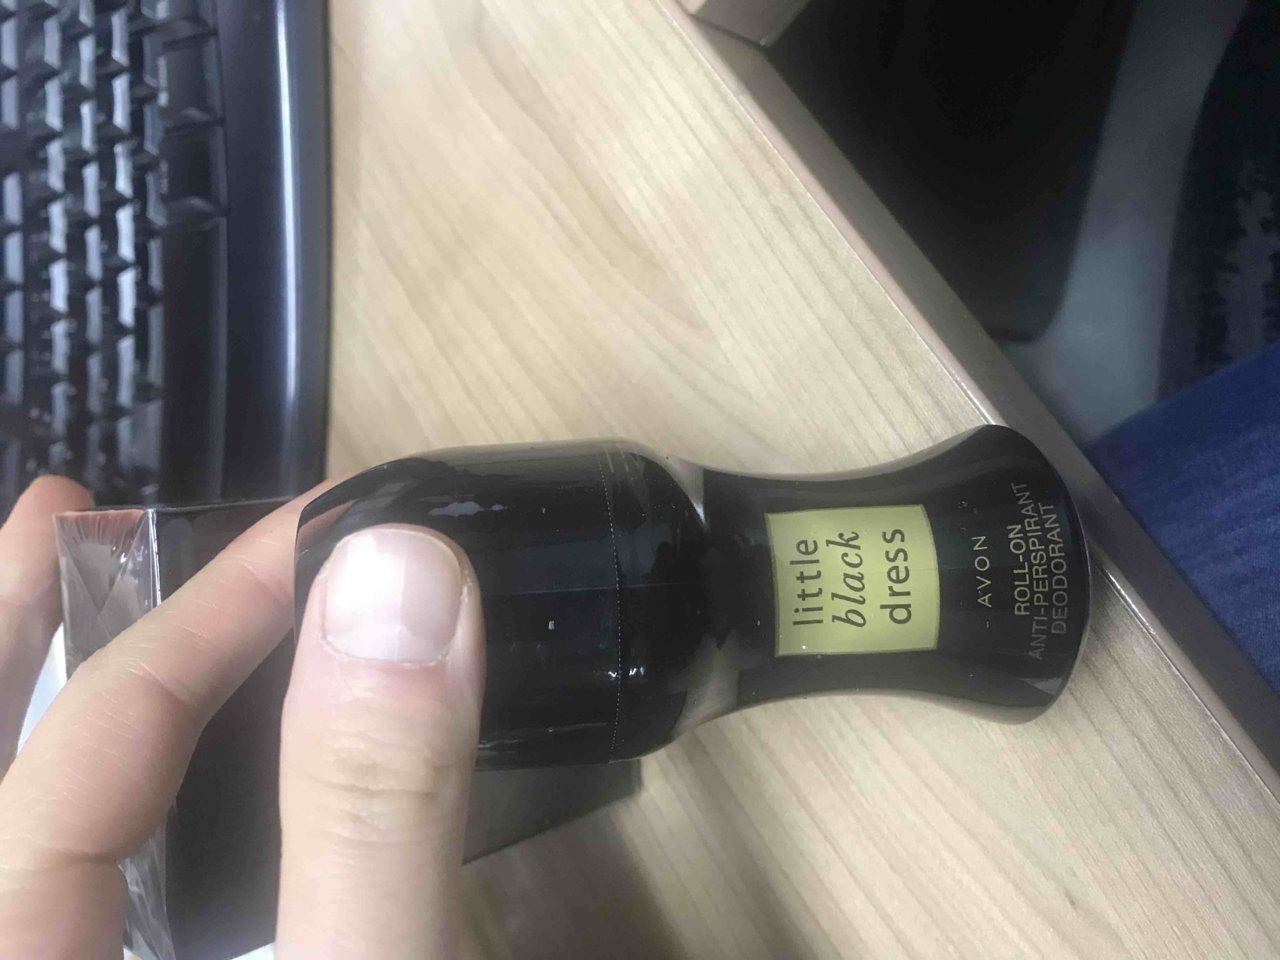 little
black
dress
AVON
ROLL-ON
ANTI-PERSPIRANT
DEODORANT